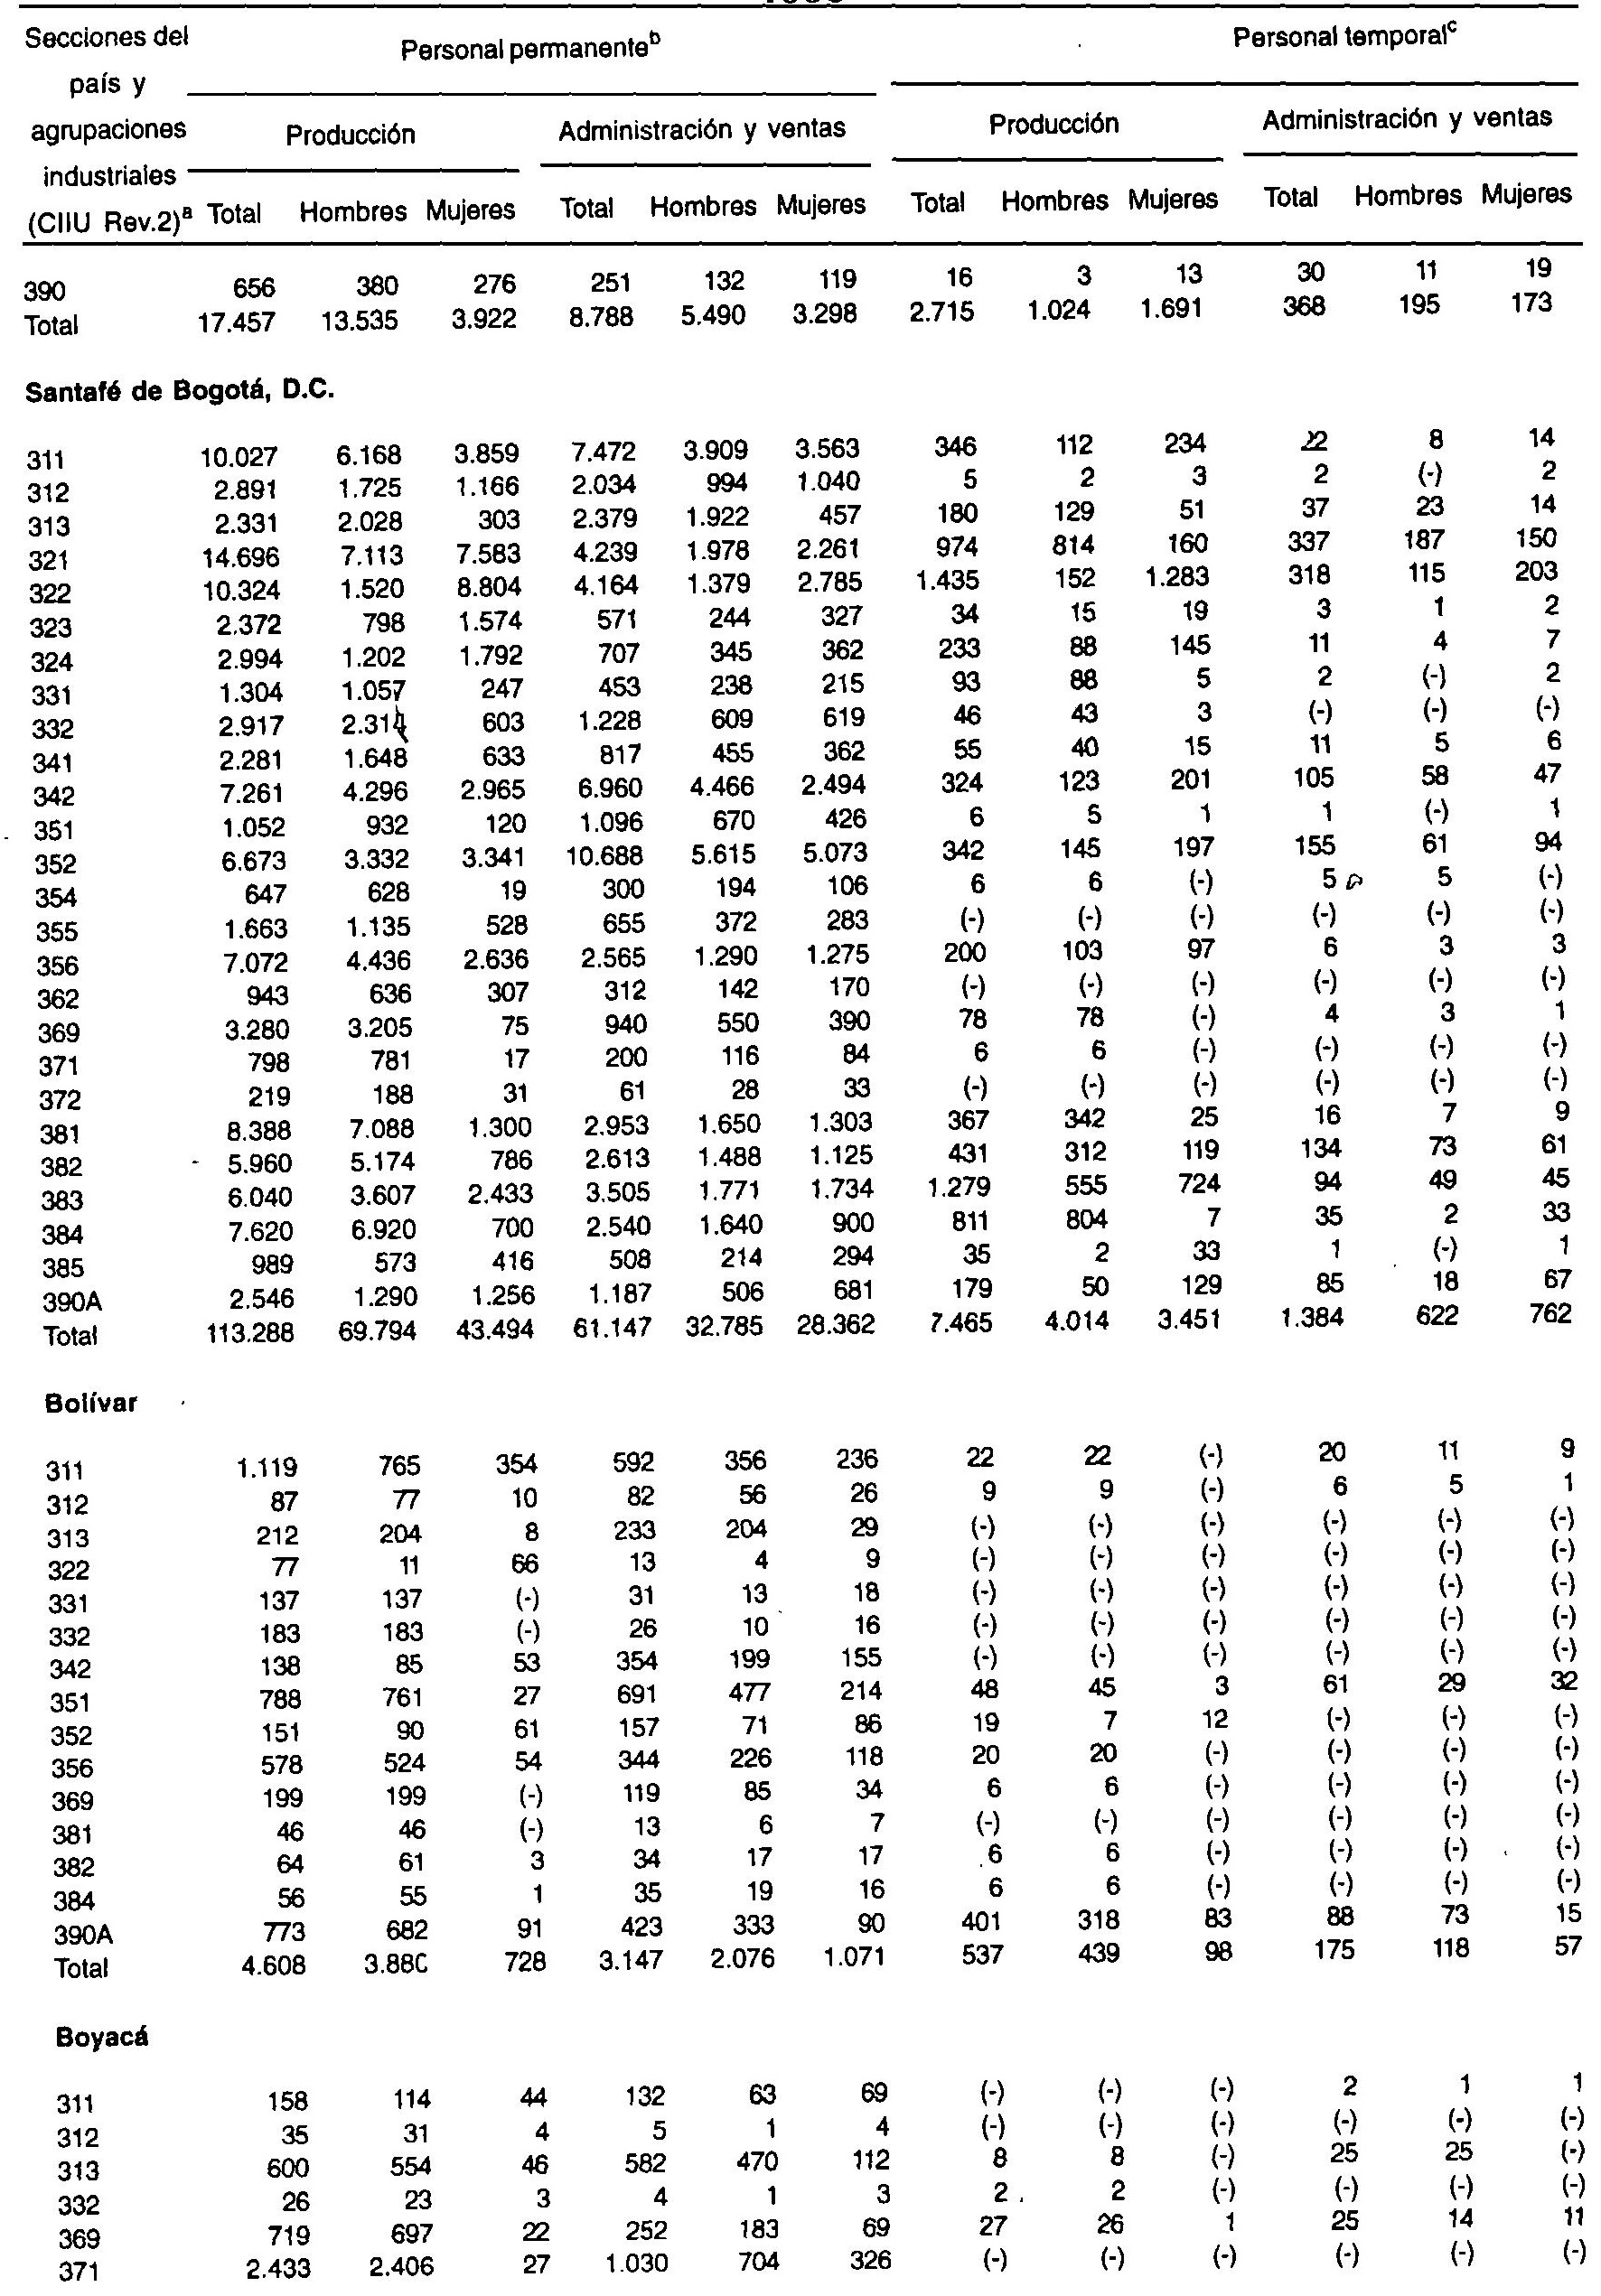 Secciones del país y agrupaciones industriales (CIIU Rev.2)ª
Personal permanenteᵇ Personal temporalᶜ
Producción Administración y ventas Producción Administración y ventas
Total Hombres Mujeres Total Hombres Mujeres Total Hombres Mujeres Total Hombres Mujeres
390 656 380 276 251 132 119 16 3 13 30 11 19
Total 17.457 13.535 3.922 8.788 5.490 3.298 2.715 1.024 1.691 368 195 173
Santafé de Bogotá, D.C.
311 10.027 6.168 3.859 7.472 3.909 3.563 346 112 234 22 8 14
312 2.891 1.725 1.166 2.034 994 1.040 5 2 3 2 (-) 2
313 2.331 2.028 303 2.379 1.922 457 180 129 51 37 23 14
321 14.696 7.113 7.583 4.239 1.978 2.261 974 814 160 337 187 150
322 10.324 1.520 8.804 4.164 1.379 2.785 1.435 152 1.283 318 115 203
323 2.372 798 1.574 571 244 327 34 15 19 3 1 2
324 2.994 1.202 1.792 707 345 362 233 88 145 11 4 7
331 1.304 1.057 247 453 238 215 93 88 5 2 (-) 2
332 2.917 2.314 603 1.228 609 619 46 43 3 (-) (-) (-)
341 2.281 1.648 633 817 455 362 55 40 15 11 5 6
342 7.261 4.296 2.965 6.960 4.466 2.494 324 123 201 105 58 47
351 1.052 932 120 1.096 670 426 6 5 1 1 (-) 1
352 6.673 3.332 3.341 10.688 5.615 5.073 342 145 197 155 61 94
354 647 628 19 300 194 106 6 6 (-) 5 5 (-)
355 1.663 1.135 528 655 372 283 (-) (-) (-) (-) (-) (-)
356 7.072 4.436 2.636 2.565 1.290 1.275 200 103 97 6 3 3
362 943 636 307 312 142 170 (-) (-) (-) (-) (-) (-)
369 3.280 3.205 75 940 550 390 78 78 (-) 4 3 1
371 798 781 17 200 116 84 6 6 (-) (-) (-) (-)
372 219 188 31 61 28 33 (-) (-) (-) (-) (-) (-)
381 8.388 7.088 1.300 2.953 1.650 1.303 367 342 25 16 7 9
382 5.960 5.174 786 2.613 1.488 1.125 431 312 119 134 73 61
383 6.040 3.607 2.433 3.505 1.771 1.734 1.279 555 724 94 49 45
384 7.620 6.920 700 2.540 1.640 900 811 804 7 35 2 33
385 989 573 416 508 214 294 35 2 33 1 (-) 1
390A 2.546 1.290 1.256 1.187 506 681 179 50 129 85 18 67
Total 113.288 69.794 43.494 61.147 32.785 28.362 7.465 4.014 3.451 1.384 622 762
Bolívar
311 1.119 765 354 592 356 236 22 22 (-) 20 11 9
312 87 77 10 82 56 26 9 9 (-) 6 5 1
313 212 204 8 233 204 29 (-) (-) (-) (-) (-) (-)
322 77 11 66 13 4 9 (-) (-) (-) (-) (-) (-)
331 137 137 (-) 31 13 18 (-) (-) (-) (-) (-) (-)
332 183 183 (-) 26 10 16 (-) (-) (-) (-) (-) (-)
342 138 85 53 354 199 155 (-) (-) (-) (-) (-) (-)
351 788 761 27 691 477 214 48 45 3 61 29 32
352 151 90 61 157 71 86 19 7 12 (-) (-) (-)
356 578 524 54 344 226 118 20 20 (-) (-) (-) (-)
369 199 199 (-) 119 85 34 6 6 (-) (-) (-) (-)
381 46 46 (-) 13 6 7 (-) (-) (-) (-) (-) (-)
382 64 61 3 34 17 17 6 6 (-) (-) (-) (-)
384 56 55 1 35 19 16 6 6 (-) (-) (-) (-)
390A 773 682 91 423 333 90 401 318 83 88 73 15
Total 4.608 3.880 728 3.147 2.076 1.071 537 439 98 175 118 57
Boyacá
311 158 114 44 132 63 69 (-) (-) (-) 2 1 1
312 35 31 4 5 1 4 (-) (-) (-) (-) (-) (-)
313 600 554 46 582 470 112 8 8 (-) 25 25 (-)
332 26 23 3 4 1 3 2 2 (-) (-) (-) (-)
369 719 697 22 252 183 69 27 26 1 25 14 11
371 2.433 2.406 27 1.030 704 326 (-) (-) (-) (-) (-) (-)